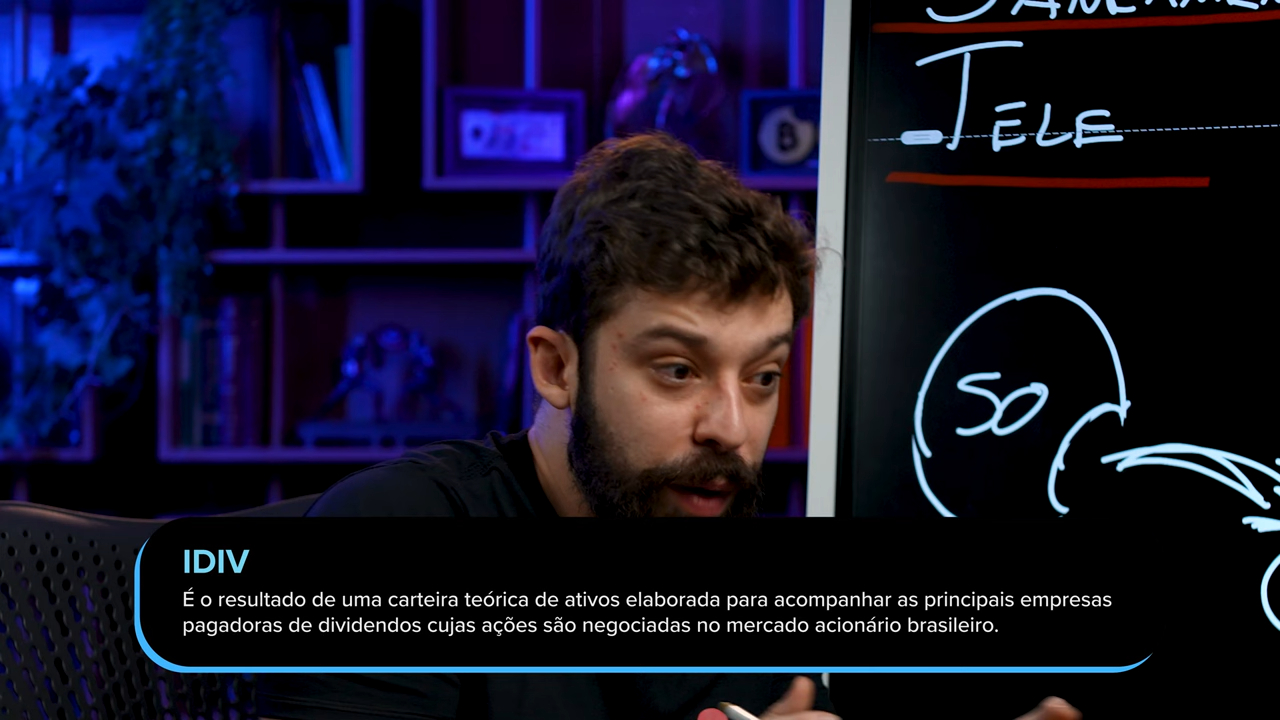 TELE
50
IDIV
É o resultado de uma carteira teórica de ativos elaborada para acompanhar as principais empresas
pagadoras de dividendos cujas ações são negociadas no mercado acionário brasileiro.